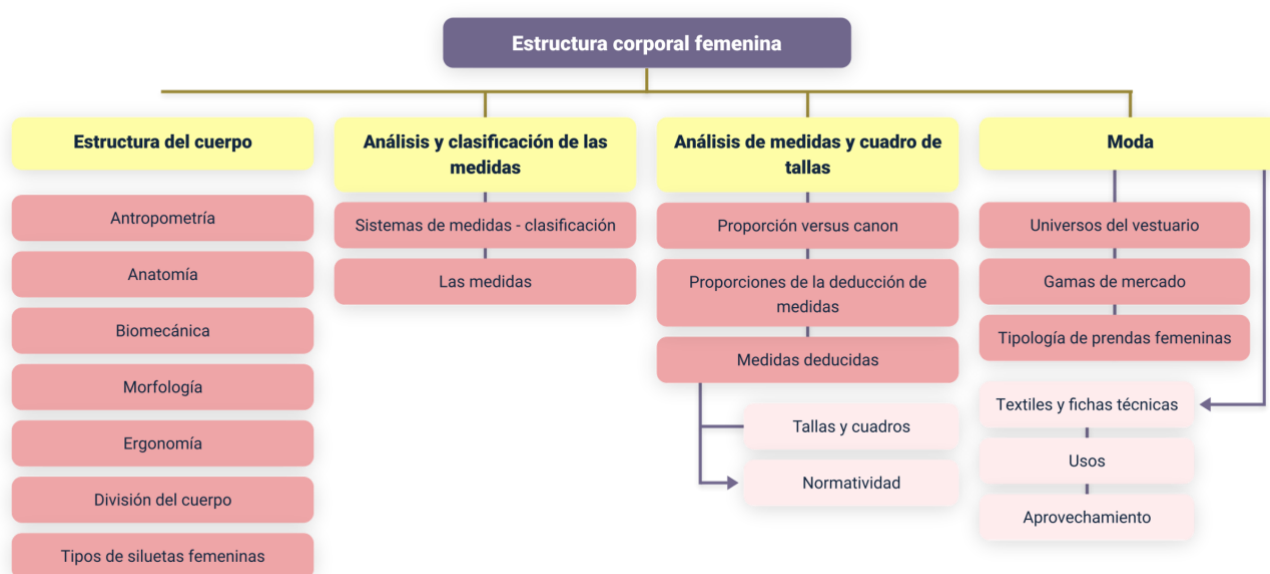 Estructura corporal femenina
Estructura del cuerpo
Antropometría
Anatomía
Biomecánica
Morfología
Ergonomía
División del cuerpo
Tipos de siluetas femeninas
Análisis y clasificación de las
medidas
Sistemas de medidas - clasificación
Las medidas
Análisis de medidas y cuadro de
tallas
Proporción versus canon
Proporciones de la deducción de
medidas
Medidas deducidas
Tallas y cuadros
Normatividad
Moda
Universos del vestuario
Gamas de mercado
Tipología de prendas femeninas
Textiles y fichas técnicas
Usos
Aprovechamiento